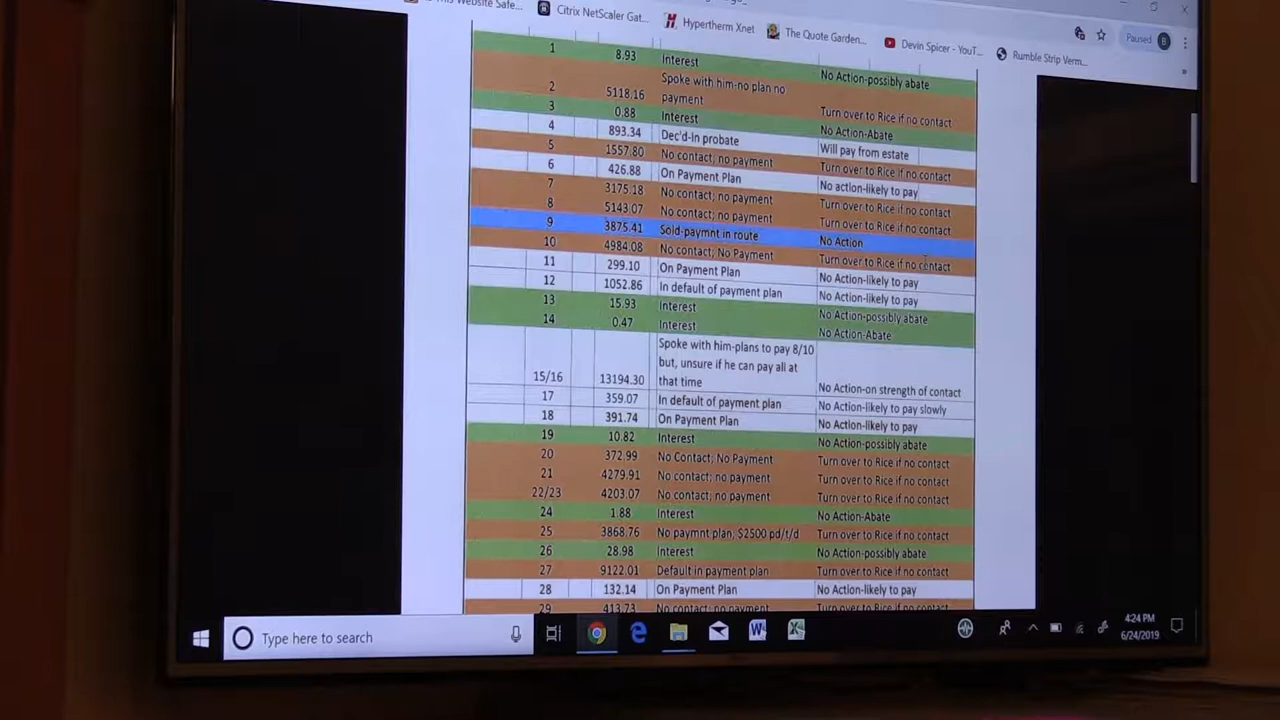 This Website Safe... Citrix NetScaler Gat... Hypertherm Xnet The Quote Garden... Devin Spicer - YouT... Rumble Strip Verm... Paused B
1 8.93 Interest No Action-possibly abate
2 5118.16 Spoke with him-no plan no
payment Turn over to Rice if no contact
3 0.88 Interest No Action-Abate
4 893.34 Dec'd-in probate Will pay from estate
5 1557.80 No contact; no payment Turn over to Rice if no contact
6 426.88 On Payment Plan No action-likely to pay
7 3175.18 No contact; no payment Turn over to Rice if no contact
8 5143.07 No contact; no payment Turn over to Rice if no contact
9 3875.41 Sold-paymnt in route No Action
10 4984.08 No contact; No Payment Turn over to Rice if no contact
11 299.10 On Payment Plan No Action-likely to pay
12 1052.86 In default of payment plan No Action-likely to pay
13 15.93 Interest No Action-possibly abate
14 0.47 Interest No Action-Abate
Spoke with him-plans to pay 8/10
but, unsure if he can pay all at
15/16 13194.30 that time No Action-on strength of contact
17 359.07 In default of payment plan No Action-likely to pay slowly
18 391.74 On Payment Plan No Action-likely to pay
19 10.82 Interest No Action-possibly abate
20 372.99 No Contact; No Payment Turn over to Rice if no contact
21 4279.91 No contact; no payment Turn over to Rice if no contact
22/23 4203.07 No contact; no payment Turn over to Rice if no contact
24 1.88 Interest No Action-Abate
25 3868.76 No paymnt plan, $2500 pd/t/d Turn over to Rice if no contact
26 28.98 Interest No Action-possibly abate
27 9122.01 Default in payment plan Turn over to Rice if no contact
28 132.14 On Payment Plan No Action-likely to pay
29 413.73 No contact; no payment Turn over to Rice if no contact
Type here to search
4:24 PM
6/24/2019